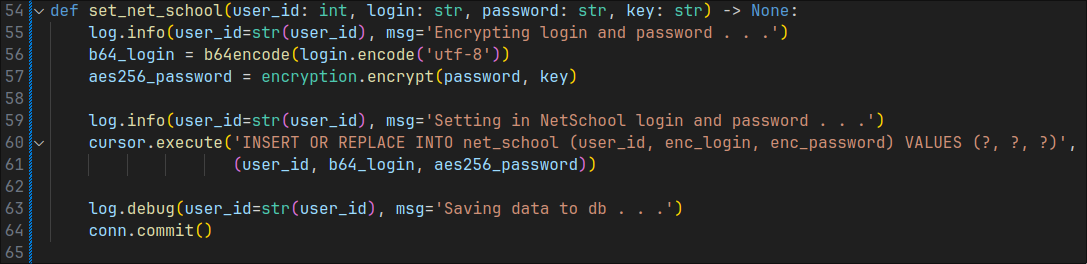 54 def set_net_school(user_id: int, login: str, password: str, key: str) -> None:
55     log.info(user_id=str(user_id), msg='Encrypting login and password . . .')
56     b64_login = b64encode(login.encode('utf-8'))
57     aes256_password = encryption.encrypt(password, key)
58
59     log.info(user_id=str(user_id), msg='Setting in NetSchool login and password . . .')
60     cursor.execute('INSERT OR REPLACE INTO net_school (user_id, enc_login, enc_password) VALUES (?, ?, ?)',
61                    (user_id, b64_login, aes256_password))
62
63     log.debug(user_id=str(user_id), msg='Saving data to db . . .')
64     conn.commit()
65